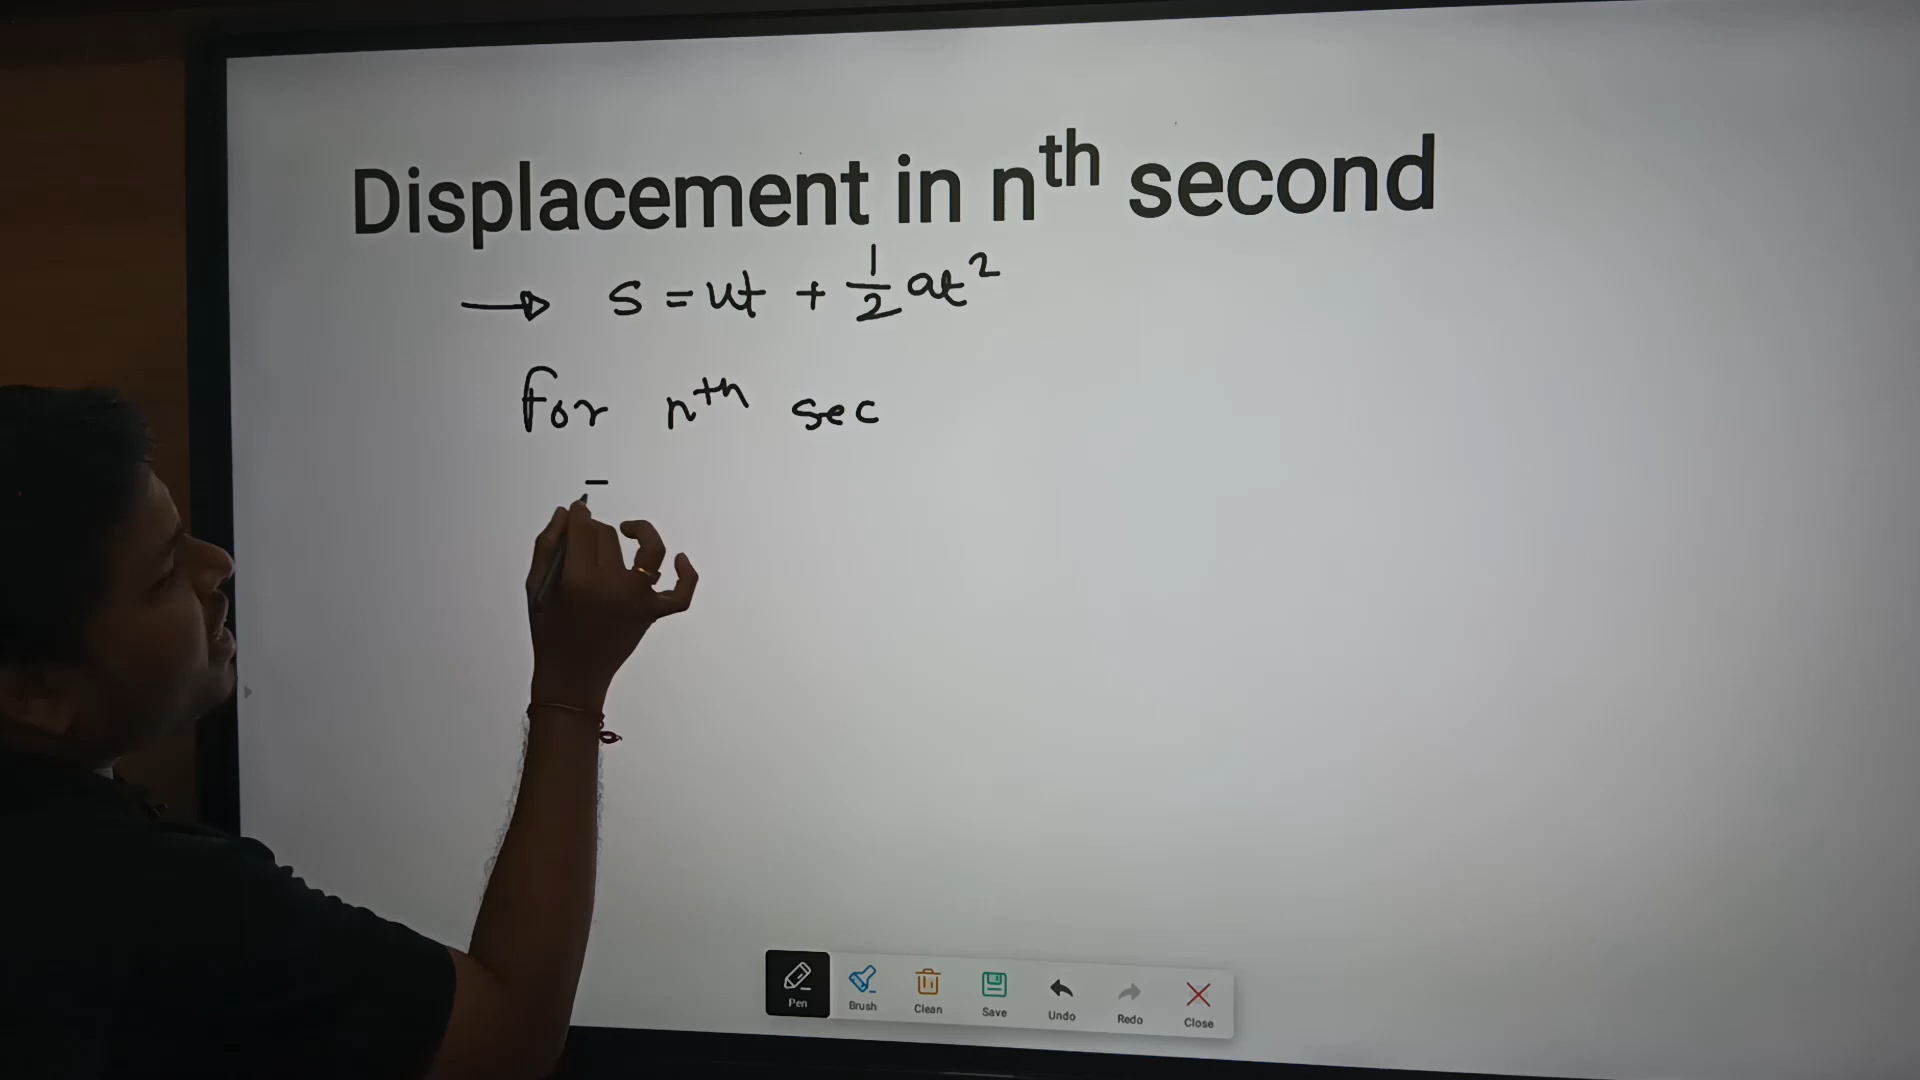 Displacement in nᵗʰ second
→ S = ut + 1/2 at²
For nᵗʰ sec
Pen Brush Clean Save Undo Redo Close